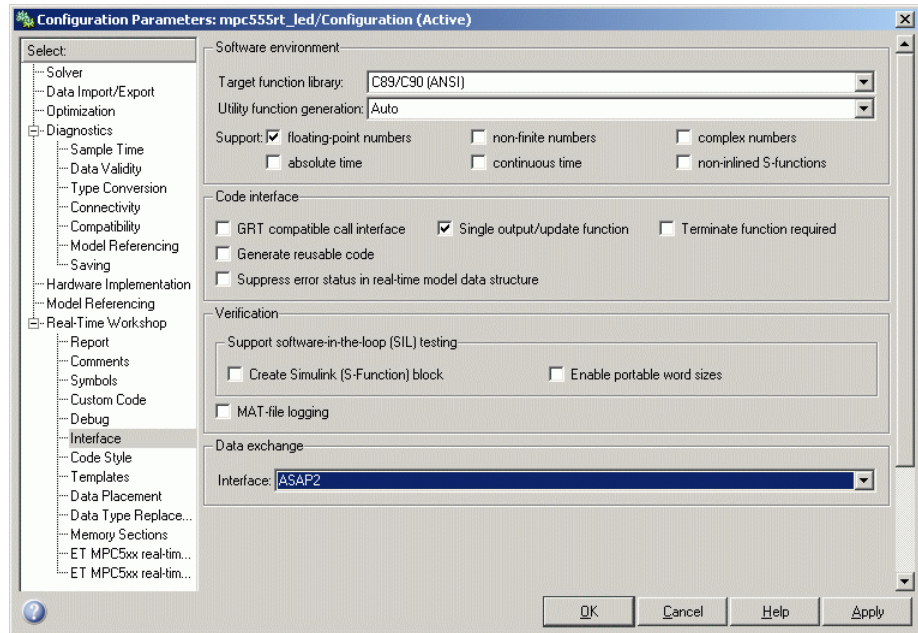 Configuration Parameters: mpc555rt_led/Configuration (Active)
Select:
Solver
Data Import/Export
Optimization
Diagnostics
Sample Time
Data Validity
Type Conversion
Connectivity
Compatibility
Model Referencing
Saving
Hardware Implementation
Model Referencing
Real-Time Workshop
Report
Comments
Symbols
Custom Code
Debug
Interface
Code Style
Templates
Data Placement
Data Type Replace...
Memory Sections
ET MPC5xx real-tim...
ET MPC5xx real-tim...
Software environment
Target function library: C89/C90 (ANSI)
Utility function generation: Auto
Support: floating-point numbers non-finite numbers complex numbers
absolute time continuous time non-inlined S-functions
Code interface
GRT compatible call interface Single output/update function Terminate function required
Generate reusable code
Suppress error status in real-time model data structure
Verification
Support software-in-the-loop (SIL) testing
Create Simulink (S-Function) block Enable portable word sizes
MAT-file logging
Data exchange
Interface: ASAP2
OK Cancel Help Apply